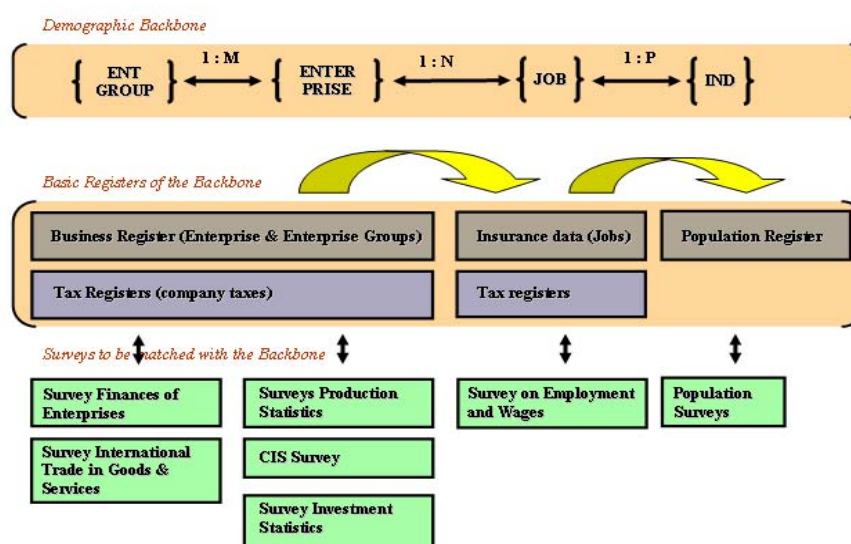 Demographic Backbone
1 : M
1 : N
1 : P
{ ENT GROUP }
{ ENTER PRISE }
{ JOB }
{ IND }
Basic Registers of the Backbone
Business Register (Enterprise & Enterprise Groups)
Insurance data (Jobs)
Population Register
Tax Registers (company taxes)
Tax registers
Surveys to be matched with the Backbone
Survey Finances of
Enterprises
Surveys Production
Statistics
Survey on Employment
and Wages
Population
Surveys
Survey International
Trade in Goods &
Services
CIS Survey
Survey Investment
Statistics